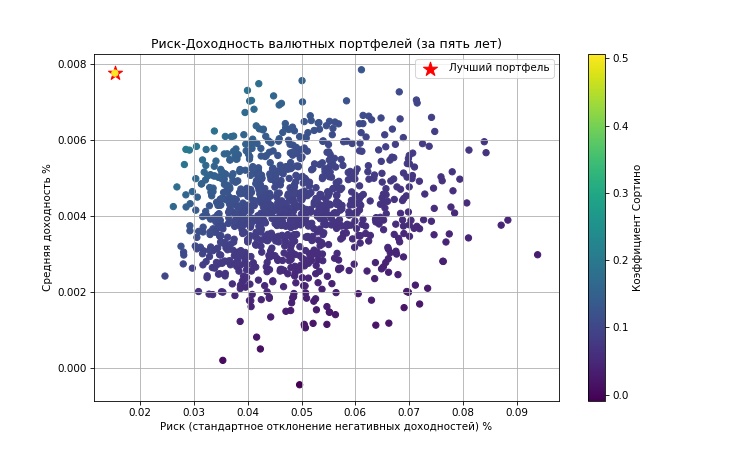 Риск-Доходность валютных портфелей (за пять лет)
Лучший портфель
Средняя доходность %
0.008
0.006
0.004
0.002
0.000
0.02 0.03 0.04 0.05 0.06 0.07 0.08 0.09
Риск (стандартное отклонение негативных доходностей) %
0.5
0.4
0.3
0.2
0.1
0.0
Коэффициент Сортино